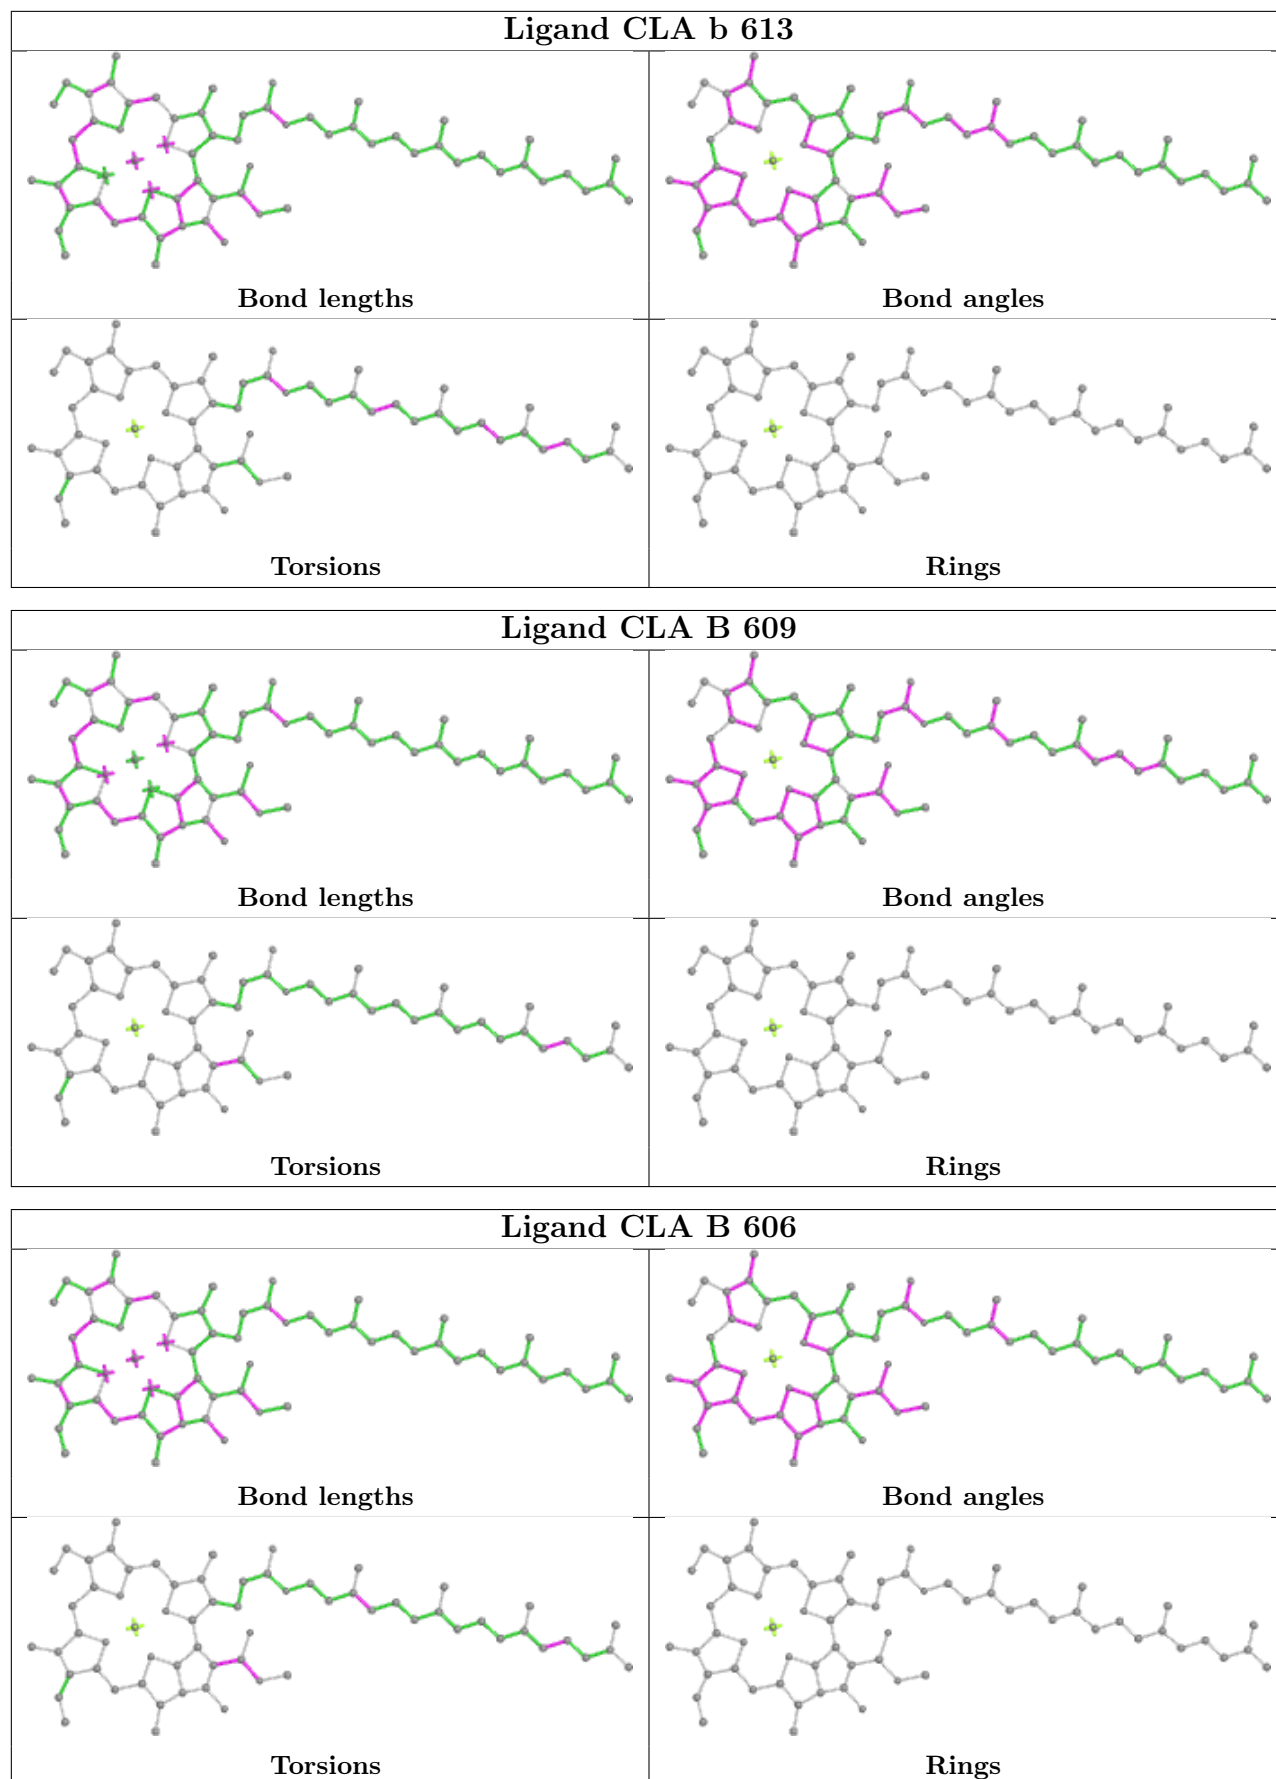 Ligand CLA b 613
Bond lengths
Bond angles
Torsions
Rings
Ligand CLA B 609
Bond lengths
Bond angles
Torsions
Rings
Ligand CLA B 606
Bond lengths
Bond angles
Torsions
Rings